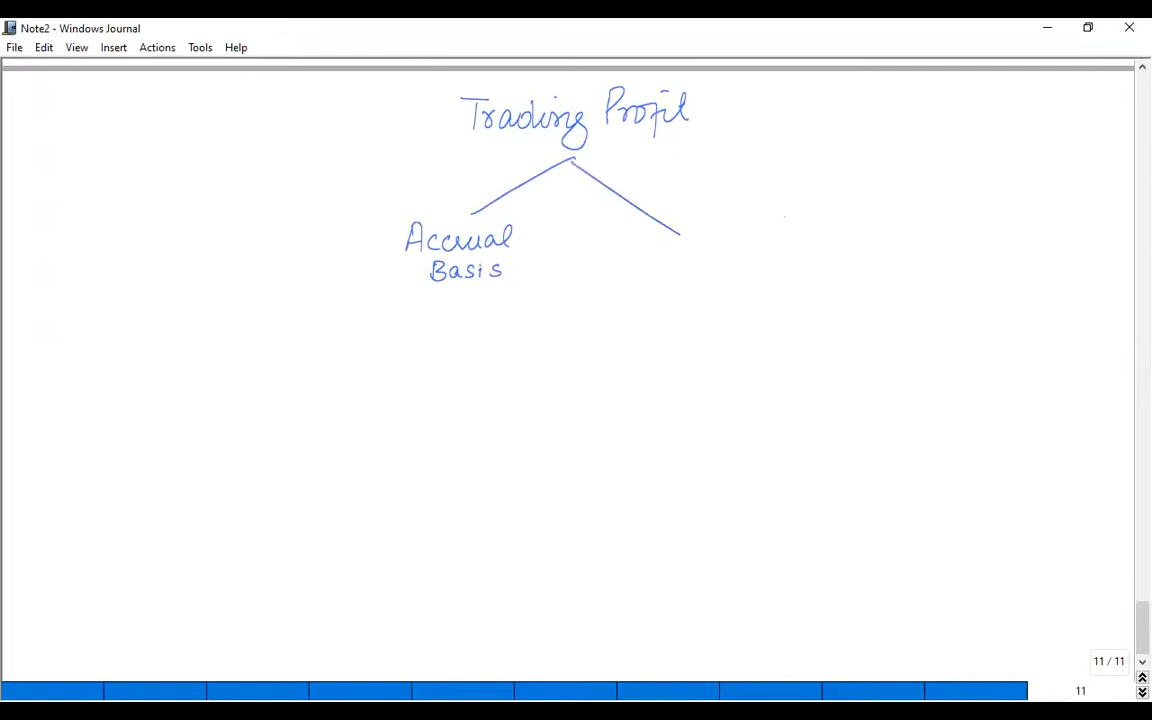 Note2 - Windows Journal
File Edit View Insert Actions Tools Help
Trading Profit
Accrual
Basis
11 / 11
11